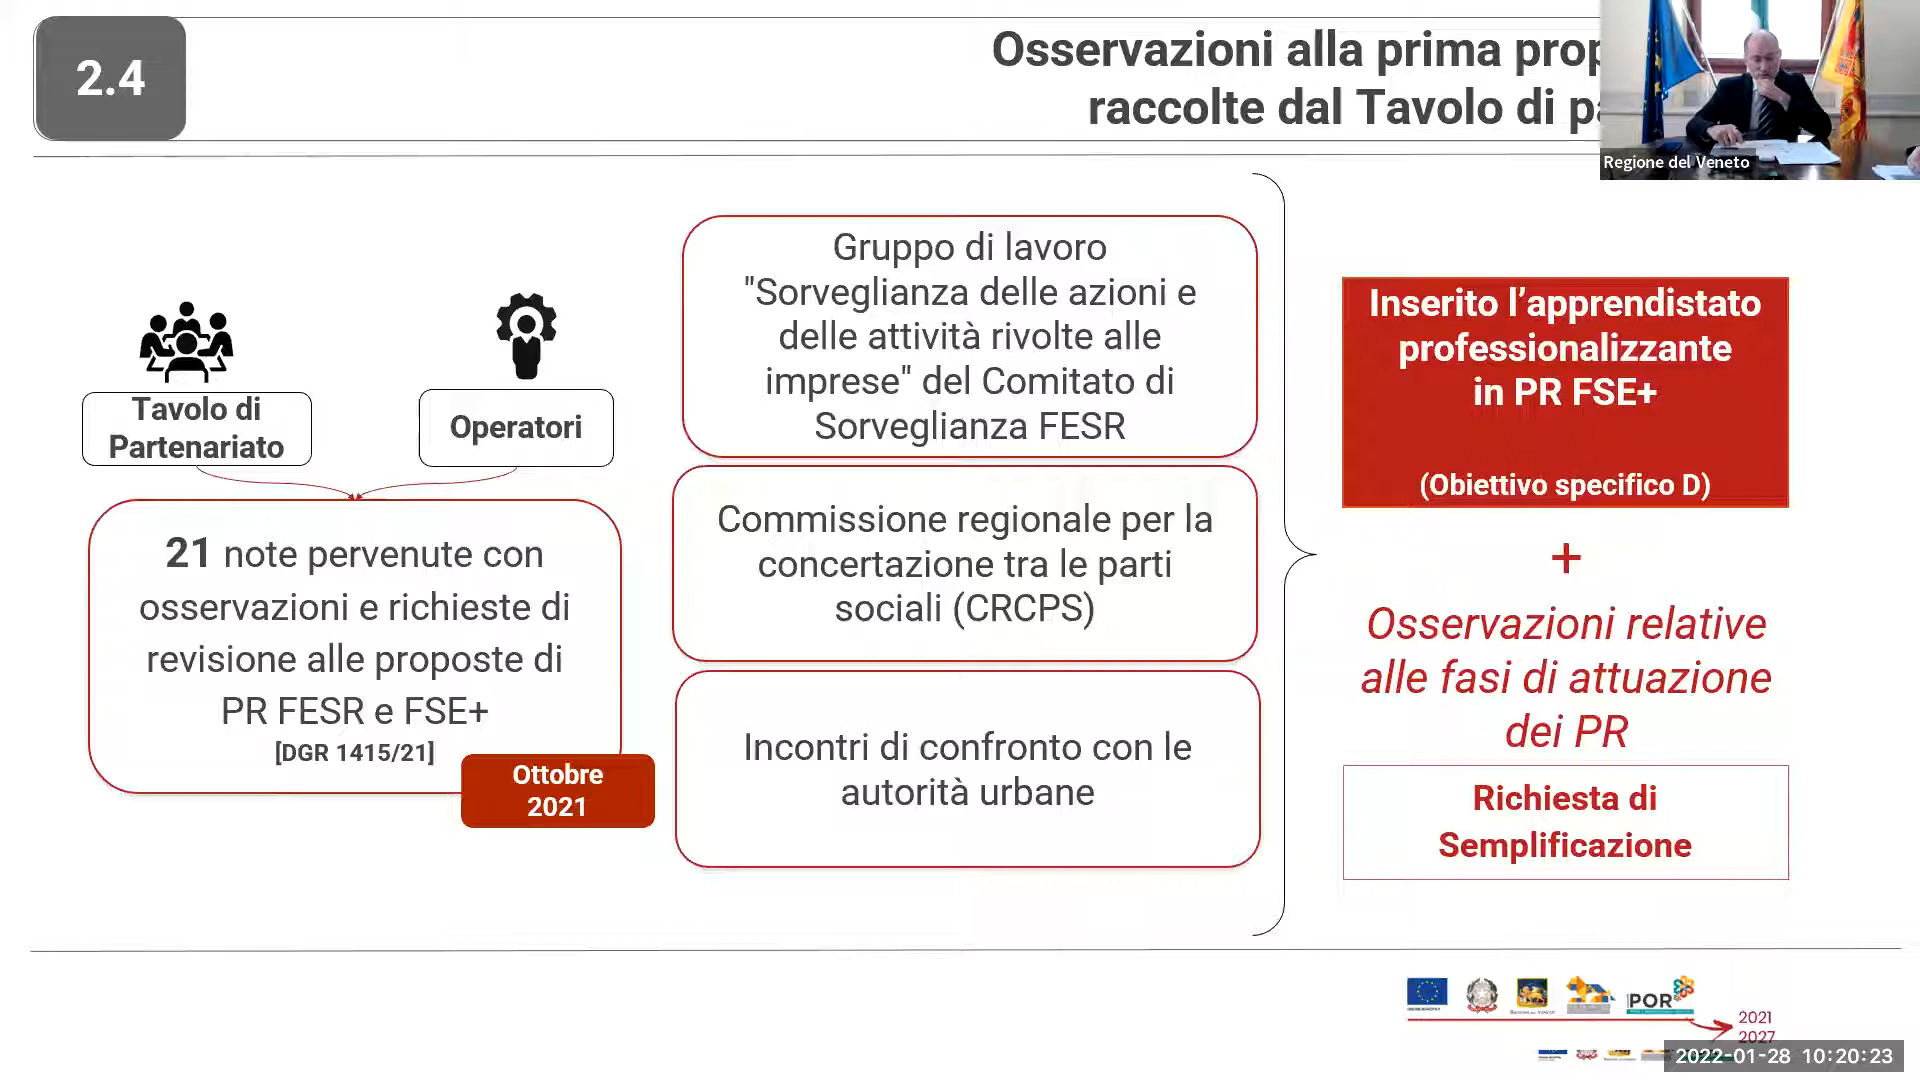 2.4
Osservazioni alla prima
raccolte dal Tavolo di
Regione del Veneto
Tavolo di
Partenariato
Operatori
21 note pervenute con
osservazioni e richieste di
revisione alle proposte di
PR FESR e FSE+
[DGR 1415/21]
Ottobre
2021
Gruppo di lavoro
"Sorveglianza delle azioni e
delle attività rivolte alle
imprese" del Comitato di
Sorveglianza FESR
Commissione regionale per la
concertazione tra le parti
sociali (CRCPS)
Incontri di confronto con le
autorità urbane
Inserito l’apprendistato
professionalizzante
in PR FSE+
(Obiettivo specifico D)
+
Osservazioni relative
alle fasi di attuazione
dei PR
Richiesta di
Semplificazione
POR
2021
2027
2022-01-28 10:20:23